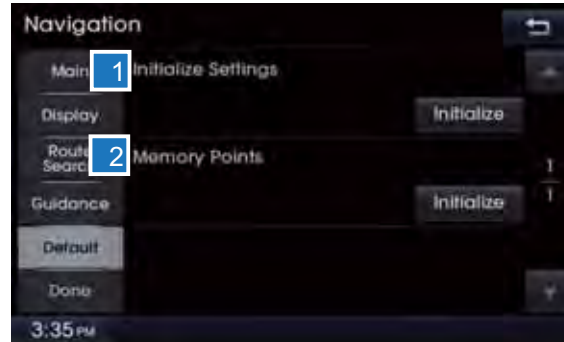 Navigation
Main
1 Initialize Settings
Display
Initialize
Route
Search
2 Memory Points
1
1
Guidance
Initialize
Default
Done
3:35 PM